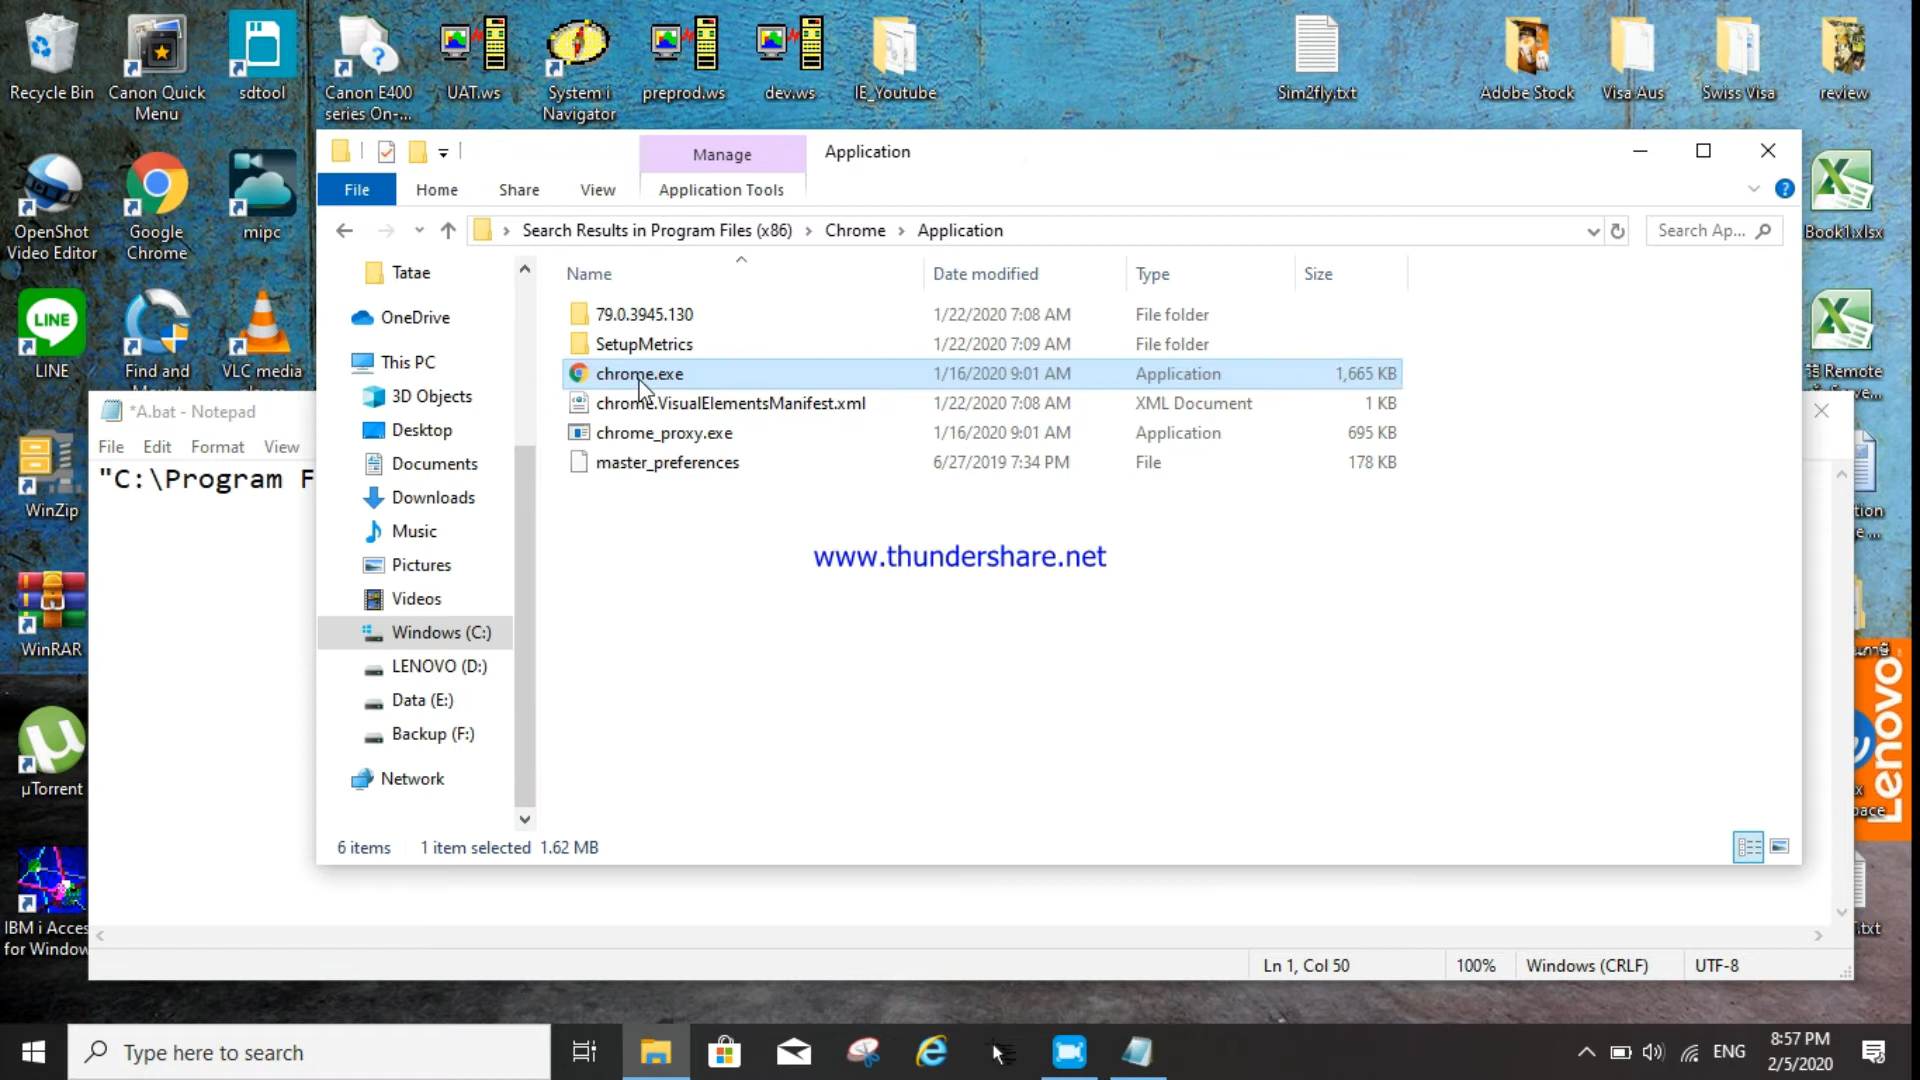 Recycle Bin
Canon Quick
Menu
sdtool
Canon E400
series On-...
UAT.ws
System i
Navigator
preprod.ws
dev.ws
IE_Youtube
Sim2fly.txt
Adobe Stock
Visa Aus
Swiss Visa
review
OpenShot
Video Editor
Google
Chrome
mipc
LINE
Find and
VLC media
WinZip
WinRAR
µTorrent
IBM i Acces
for Window
Manage
Application
File
Home
Share
View
Application Tools
Search Results in Program Files (x86)
Chrome
Application
Search Ap...
Tatae
OneDrive
This PC
3D Objects
Desktop
Documents
Downloads
Music
Pictures
Videos
Windows (C:)
LENOVO (D:)
Data (E:)
Backup (F:)
Network
Name
Date modified
Type
Size
79.0.3945.130
1/22/2020 7:08 AM
File folder
SetupMetrics
1/22/2020 7:09 AM
File folder
chrome.exe
1/16/2020 9:01 AM
Application
1,665 KB
chrome.VisualElementsManifest.xml
1/22/2020 7:08 AM
XML Document
1 KB
chrome_proxy.exe
1/16/2020 9:01 AM
Application
695 KB
master_preferences
6/27/2019 7:34 PM
File
178 KB
www.thundershare.net
6 items
1 item selected 1.62 MB
*A.bat - Notepad
File
Edit
Format
View
"C:\Program F
Ln 1, Col 50
100%
Windows (CRLF)
UTF-8
Book1.xlsx
Remote
tion
Lenovo
pace
.txt
Type here to search
ENG
8:57 PM
2/5/2020